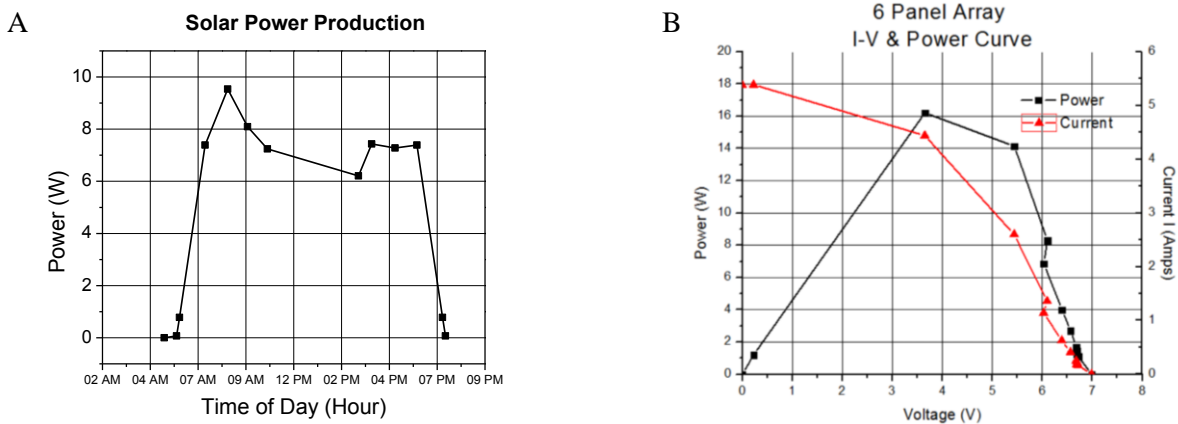 A
Solar Power Production
10
8
6
4
2
0
Power (W)
02 AM 04 AM 07 AM 09 AM 12 PM 02 PM 04 PM 07 PM 09 PM
Time of Day (Hour)
B
6 Panel Array
I-V & Power Curve
20
18
16
14
12
10
8
6
4
2
0
Power (W)
Power
Current
6
5
4
3
2
1
0
Current I (Amps)
0 1 2 3 4 5 6 7 8
Voltage (V)